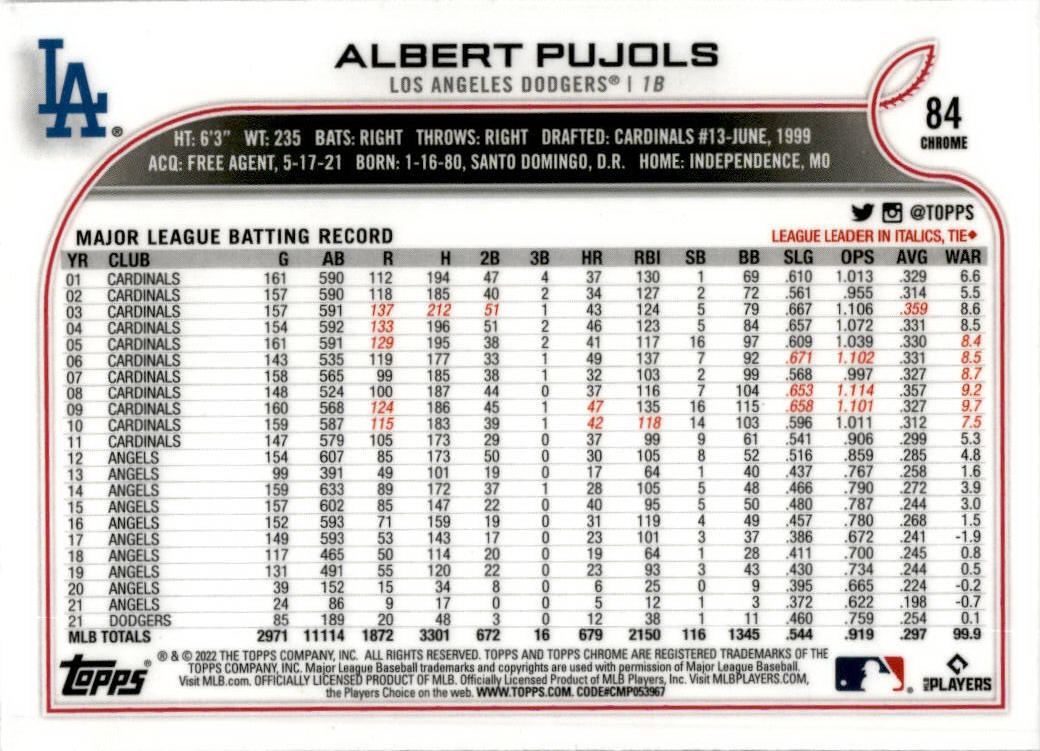 LA®
ALBERT PUJOLS
LOS ANGELES DODGERS® | 1B
84
CHROME
HT: 6'3" WT: 235 BATS: RIGHT THROWS: RIGHT DRAFTED: CARDINALS #13-JUNE, 1999
ACQ: FREE AGENT, 5-17-21 BORN: 1-16-80, SANTO DOMINGO, D.R. HOME: INDEPENDENCE, MO
@TOPPS
MAJOR LEAGUE BATTING RECORD LEAGUE LEADER IN ITALICS, TIE◆
YR CLUB G AB R H 2B 3B HR RBI SB BB SLG OPS AVG WAR
01 CARDINALS 161 590 112 194 47 4 37 130 1 69 .610 1.013 .329 6.6
02 CARDINALS 157 590 118 185 40 2 34 127 2 72 .561 .955 .314 5.5
03 CARDINALS 157 591 137 212 51 1 43 124 5 79 .667 1.106 .359 8.6
04 CARDINALS 154 592 133 196 51 2 46 123 5 84 .657 1.072 .331 8.5
05 CARDINALS 161 591 129 195 38 2 41 117 16 97 .609 1.039 .330 8.4
06 CARDINALS 143 535 119 177 33 1 49 137 7 92 .671 1.102 .331 8.5
07 CARDINALS 158 565 99 185 38 1 32 103 2 99 .568 .997 .327 8.7
08 CARDINALS 148 524 100 187 44 0 37 116 7 104 .653 1.114 .357 9.2
09 CARDINALS 160 568 124 186 45 1 47 135 16 115 .658 1.101 .327 9.7
10 CARDINALS 159 587 115 183 39 1 42 118 14 103 .596 1.011 .312 7.5
11 CARDINALS 147 579 105 173 29 0 37 99 9 61 .541 .906 .299 5.3
12 ANGELS 154 607 85 173 50 0 30 105 8 52 .516 .859 .285 4.8
13 ANGELS 99 391 49 101 19 0 17 64 1 40 .437 .767 .258 1.6
14 ANGELS 159 633 89 172 37 1 28 105 5 48 .466 .790 .272 3.9
15 ANGELS 157 602 85 147 22 0 40 95 5 50 .480 .787 .244 3.0
16 ANGELS 152 593 71 159 19 0 31 119 4 49 .457 .780 .268 1.5
17 ANGELS 149 593 53 143 17 0 23 101 3 37 .386 .672 .241 -1.9
18 ANGELS 117 465 50 114 20 0 19 64 1 28 .411 .700 .245 0.8
19 ANGELS 131 491 55 120 22 0 23 93 3 43 .430 .734 .244 0.5
20 ANGELS 39 152 15 34 8 0 6 25 0 9 .395 .665 .224 -0.2
21 ANGELS 24 86 9 17 0 0 5 12 1 3 .372 .622 .198 -0.7
21 DODGERS 85 189 20 48 3 0 12 38 1 11 .460 .759 .254 0.1
MLB TOTALS 2971 11114 1872 3301 672 16 679 2150 116 1345 .544 .919 .297 99.9
Topps®
® & © 2022 THE TOPPS COMPANY, INC. ALL RIGHTS RESERVED. TOPPS AND TOPPS CHROME ARE REGISTERED TRADEMARKS OF THE
TOPPS COMPANY, INC. Major League Baseball trademarks and copyrights are used with permission of Major League Baseball.
Visit MLB.com. OFFICIALLY LICENSED PRODUCT OF MLB. Officially Licensed Product of MLB Players, Inc. Visit MLBPLAYERS.COM,
the Players Choice on the web. WWW.TOPPS.COM. CODE#CMP053967
MLB PLAYERS